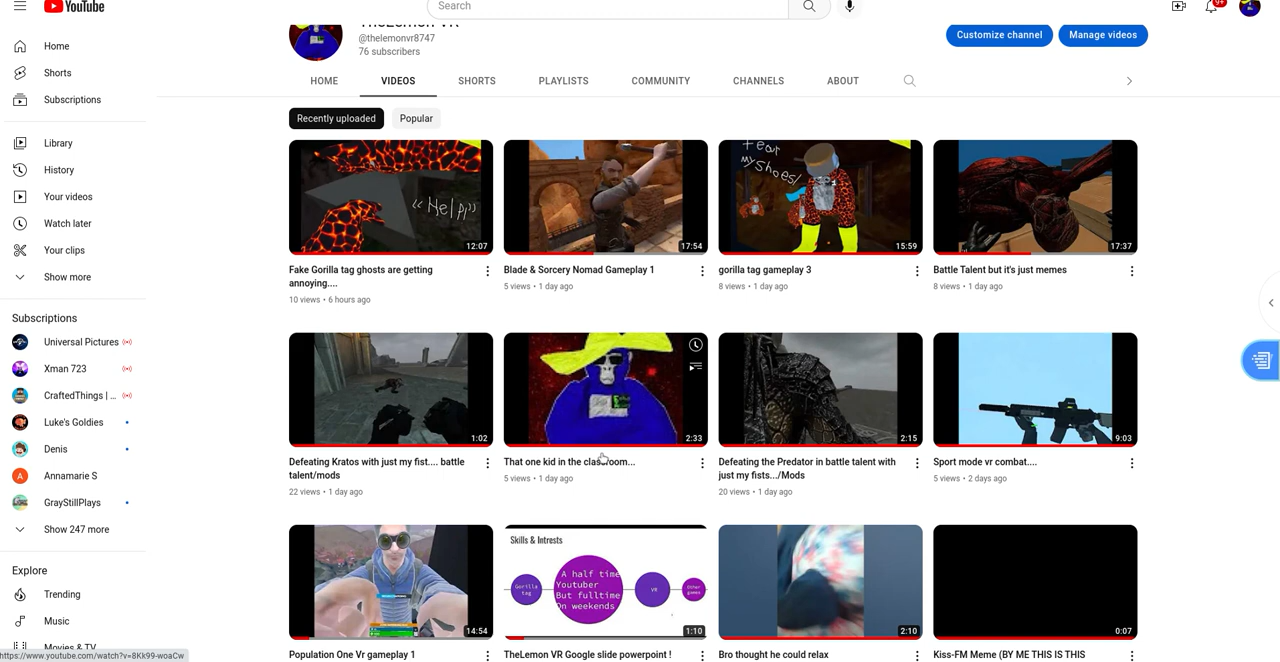 YouTube
Search
9+
TheLemon VR
@thelemonvr8747
76 subscribers
Customize channel
Manage videos
HOME
VIDEOS
SHORTS
PLAYLISTS
COMMUNITY
CHANNELS
ABOUT
Recently uploaded
Popular
Home
Shorts
Subscriptions
Library
History
Your videos
Watch later
Your clips
Show more
Subscriptions
Universal Pictures
Xman 723
CraftedThings | ...
Luke's Goldies
Denis
A
Annamarie S
GrayStillPlays
Show 247 more
Explore
Trending
Music
Movies & TV
https://www.youtube.com/watch?v=8Kk99-woaCw
"Help"
12:07
Fake Gorilla tag ghosts are getting
annoying....
10 views • 6 hours ago
17:54
Blade & Sorcery Nomad Gameplay 1
5 views • 1 day ago
Fear
my shoes!
15:59
gorilla tag gameplay 3
8 views • 1 day ago
17:37
Battle Talent but it's just memes
8 views • 1 day ago
1:02
Defeating Kratos with just my fist.... battle
talent/mods
22 views • 1 day ago
2:33
That one kid in the classroom...
5 views • 1 day ago
2:15
Defeating the Predator in battle talent with
just my fists.../Mods
20 views • 1 day ago
9:03
Sport mode vr combat....
5 views • 2 days ago
14:54
Population One Vr gameplay 1
Skills & Intrests
Gorilla
tag
A half time
Youtuber
But fulltime
On weekends
VR
Other
games
1:10
TheLemon VR Google slide powerpoint !
2:10
Bro thought he could relax
0:07
Kiss-FM Meme (BY ME THIS IS THIS